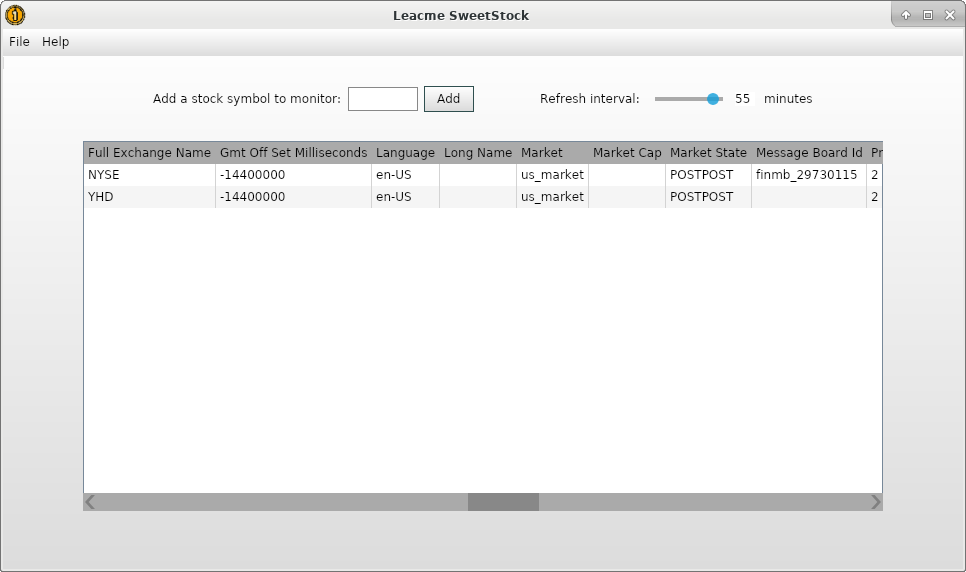 Leacme SweetStock
File Help
Add a stock symbol to monitor: Add Refresh interval: 55 minutes
Full Exchange Name Gmt Off Set Milliseconds Language Long Name Market Market Cap Market State Message Board Id Pr
NYSE -14400000 en-US us_market POSTPOST finmb_29730115 2
YHD -14400000 en-US us_market POSTPOST 2